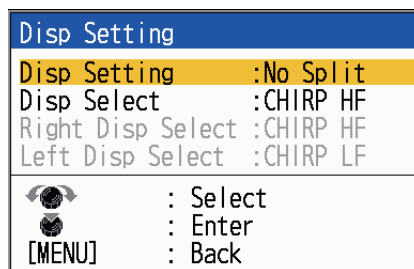 Disp Setting
Disp Setting :No Split
Disp Select :CHIRP HF
Right Disp Select :CHIRP HF
Left Disp Select :CHIRP LF
: Select
: Enter
[MENU] : Back